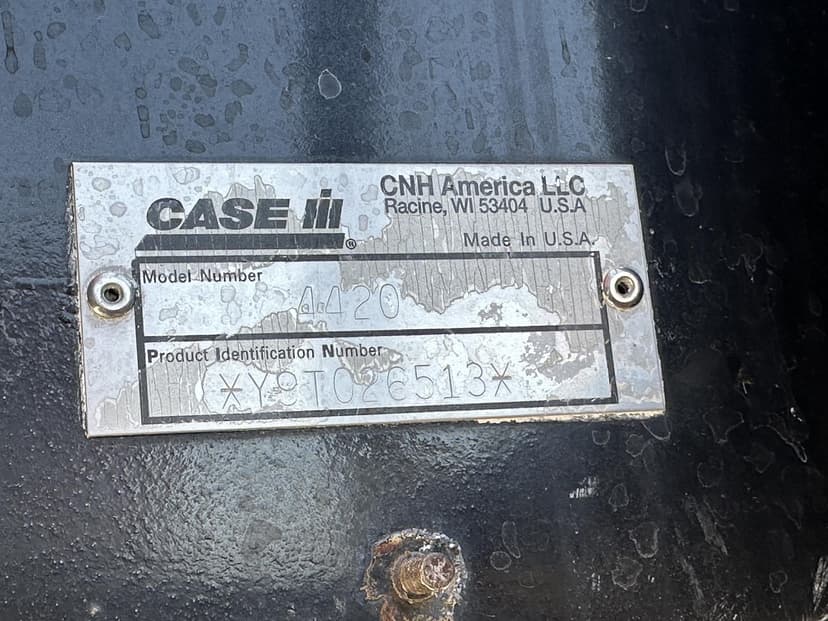 CASE IH ®
CNH America LLC
Racine, WI 53404 U.S.A
Made In U.S.A.
Model Number
4420
Product Identification Number
*Y9T026513*